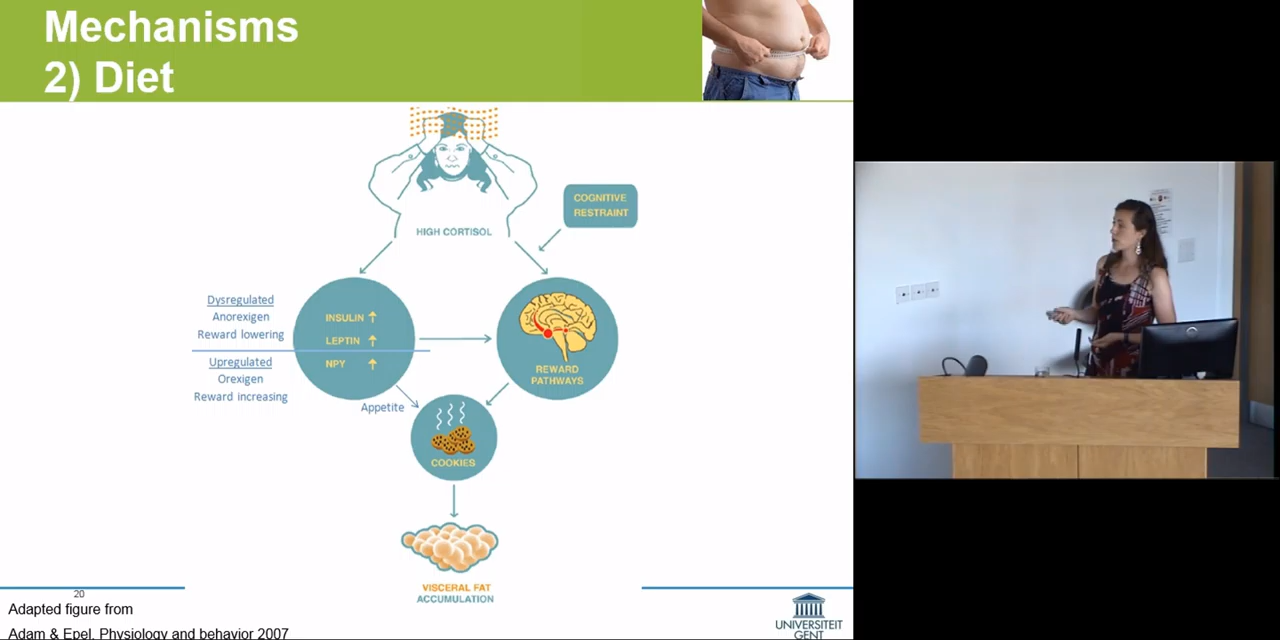 Mechanisms
2) Diet
COGNITIVE
RESTRAINT
HIGH CORTISOL
Dysregulated
Anorexigen
Reward lowering
INSULIN ↑
LEPTIN ↑
NPY ↑
Upregulated
Orexigen
Reward increasing
REWARD
PATHWAYS
Appetite
COOKIES
VISCERAL FAT
ACCUMULATION
20
Adapted figure from
Adam & Epel, Physiology and behavior 2007
UNIVERSITEIT
GENT